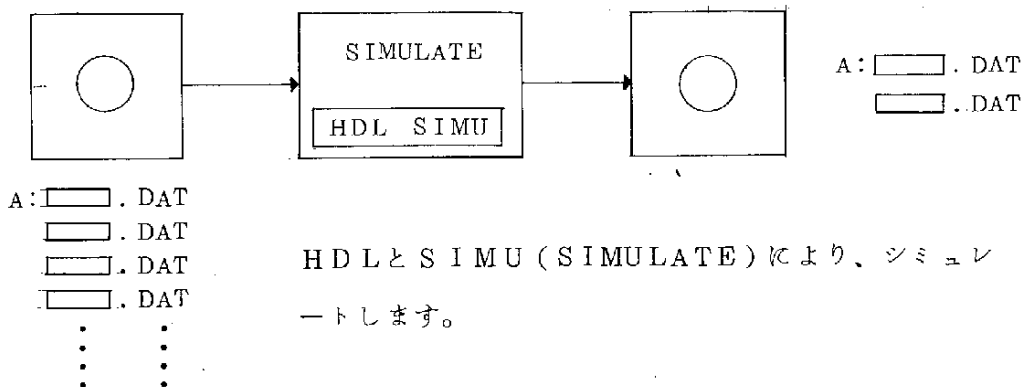 SIMULATE
HDL SIMU
A: . DAT
. . DAT
A: . DAT
. DAT
. DAT
. DAT
HDLとSIMU(SIMULATE)により、シミュレ
ートします。